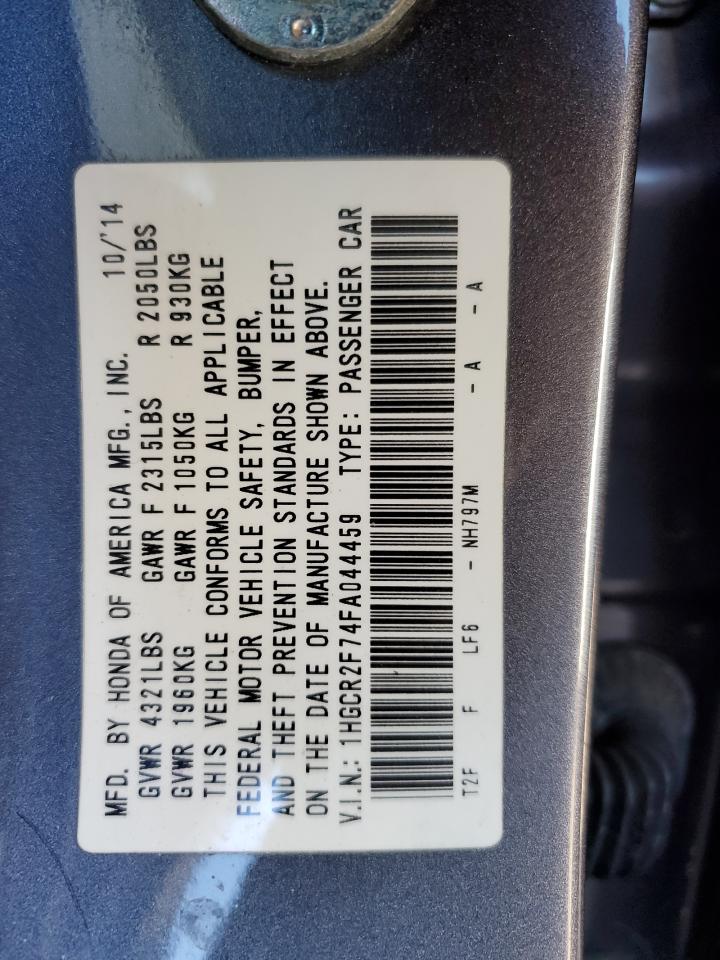 MFD. BY HONDA OF AMERICA MFG., INC. 10/'14
GVWR 4321LBS GAWR F 2315LBS R 2050LBS
GVWR 1960KG GAWR F 1050KG R 930KG
THIS VEHICLE CONFORMS TO ALL APPLICABLE
FEDERAL MOTOR VEHICLE SAFETY, BUMPER,
AND THEFT PREVENTION STANDARDS IN EFFECT
ON THE DATE OF MANUFACTURE SHOWN ABOVE.
V.I.N.: 1HGCR2F74FA044459 TYPE: PASSENGER CAR
T2F F LF6 - NH797M - A - A